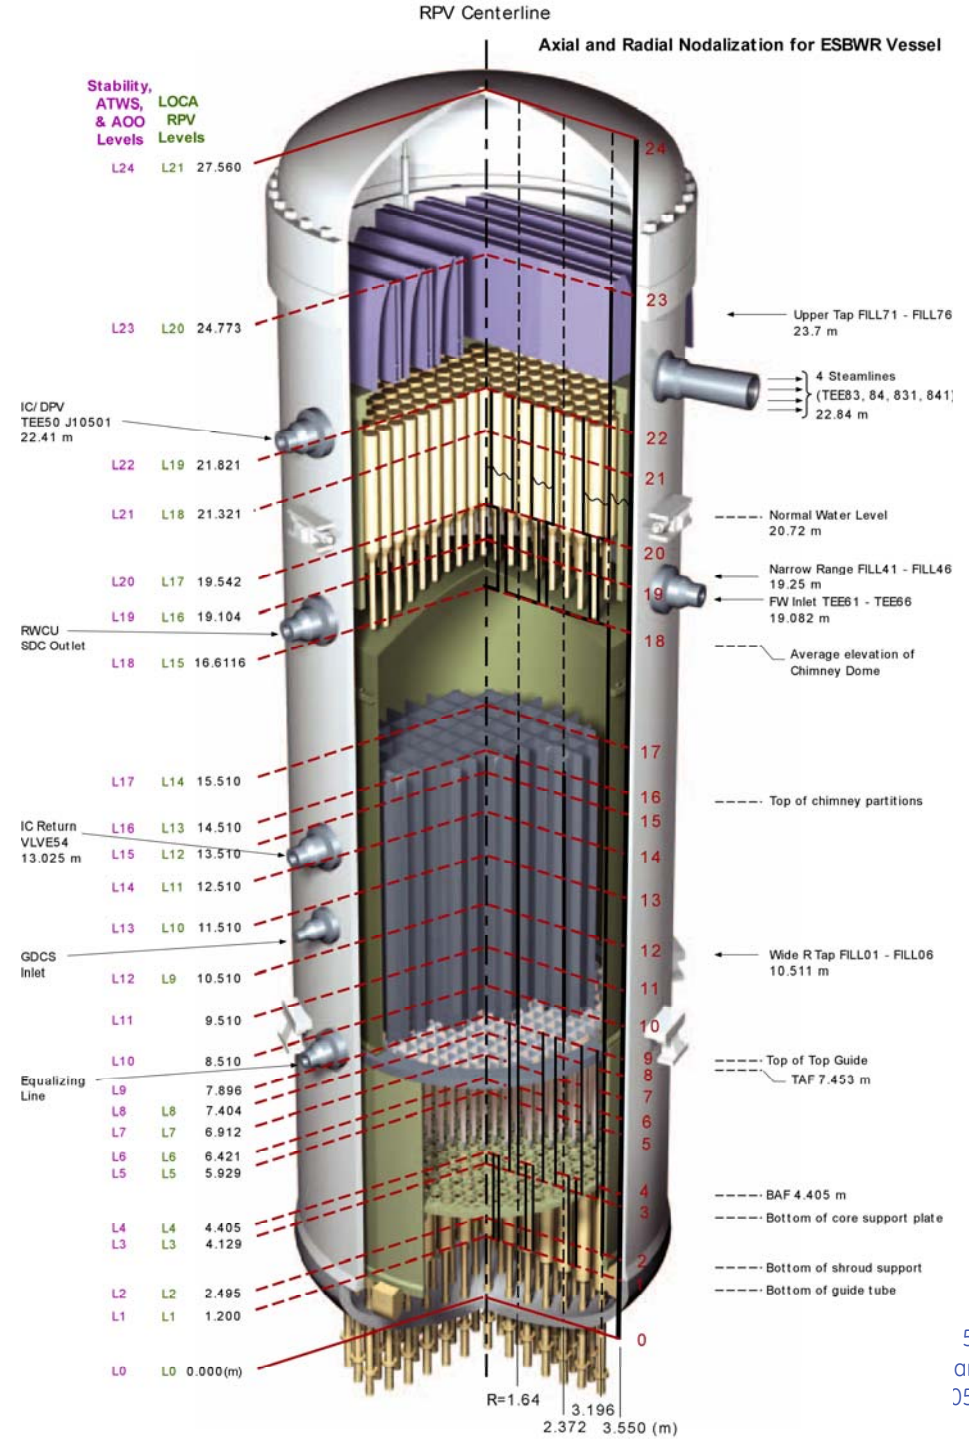 RPV Centerline
Axial and Radial Nodalization for ESBWR Vessel
Stability,
ATWS,
& AOO
Levels
LOCA
RPV
Levels
L24 L21 27.560
L23 L20 24.773
L22 L19 21.821
L21 L18 21.321
L20 L17 19.542
L19 L16 19.104
L18 L15 16.6116
L17 L14 15.510
L16 L13 14.510
L15 L12 13.510
L14 L11 12.510
L13 L10 11.510
L12 L9 10.510
L11 9.510
L10 8.510
L9 7.896
L8 L8 7.404
L7 L7 6.912
L6 L6 6.421
L5 L5 5.929
L4 L4 4.405
L3 L3 4.129
L2 L2 2.495
L1 L1 1.200
L0 L0 0.000(m)
IC/DPV
TEE50 J10501
22.41 m
RWCU
SDC Outlet
IC Return
VLVE54
13.025 m
GDCS
Inlet
Equalizing
Line
24
23
22
21
20
19
18
17
16
15
14
13
12
11
10
9
8
7
6
5
4
3
2
1
0
Upper Tap FILL71 - FILL76
23.7 m
4 Steamlines
(TEE83, 84, 831, 841)
22.84 m
Normal Water Level
20.72 m
Narrow Range FILL41 - FILL46
19.25 m
FW Inlet TEE61 - TEE66
19.082 m
Average elevation of
Chimney Dome
Top of chimney partitions
Wide R Tap FILL01 - FILL06
10.511 m
Top of Top Guide
TAF 7.453 m
BAF 4.405 m
Bottom of core support plate
Bottom of shroud support
Bottom of guide tube
R=1.64
3.196
2.372 3.550 (m)